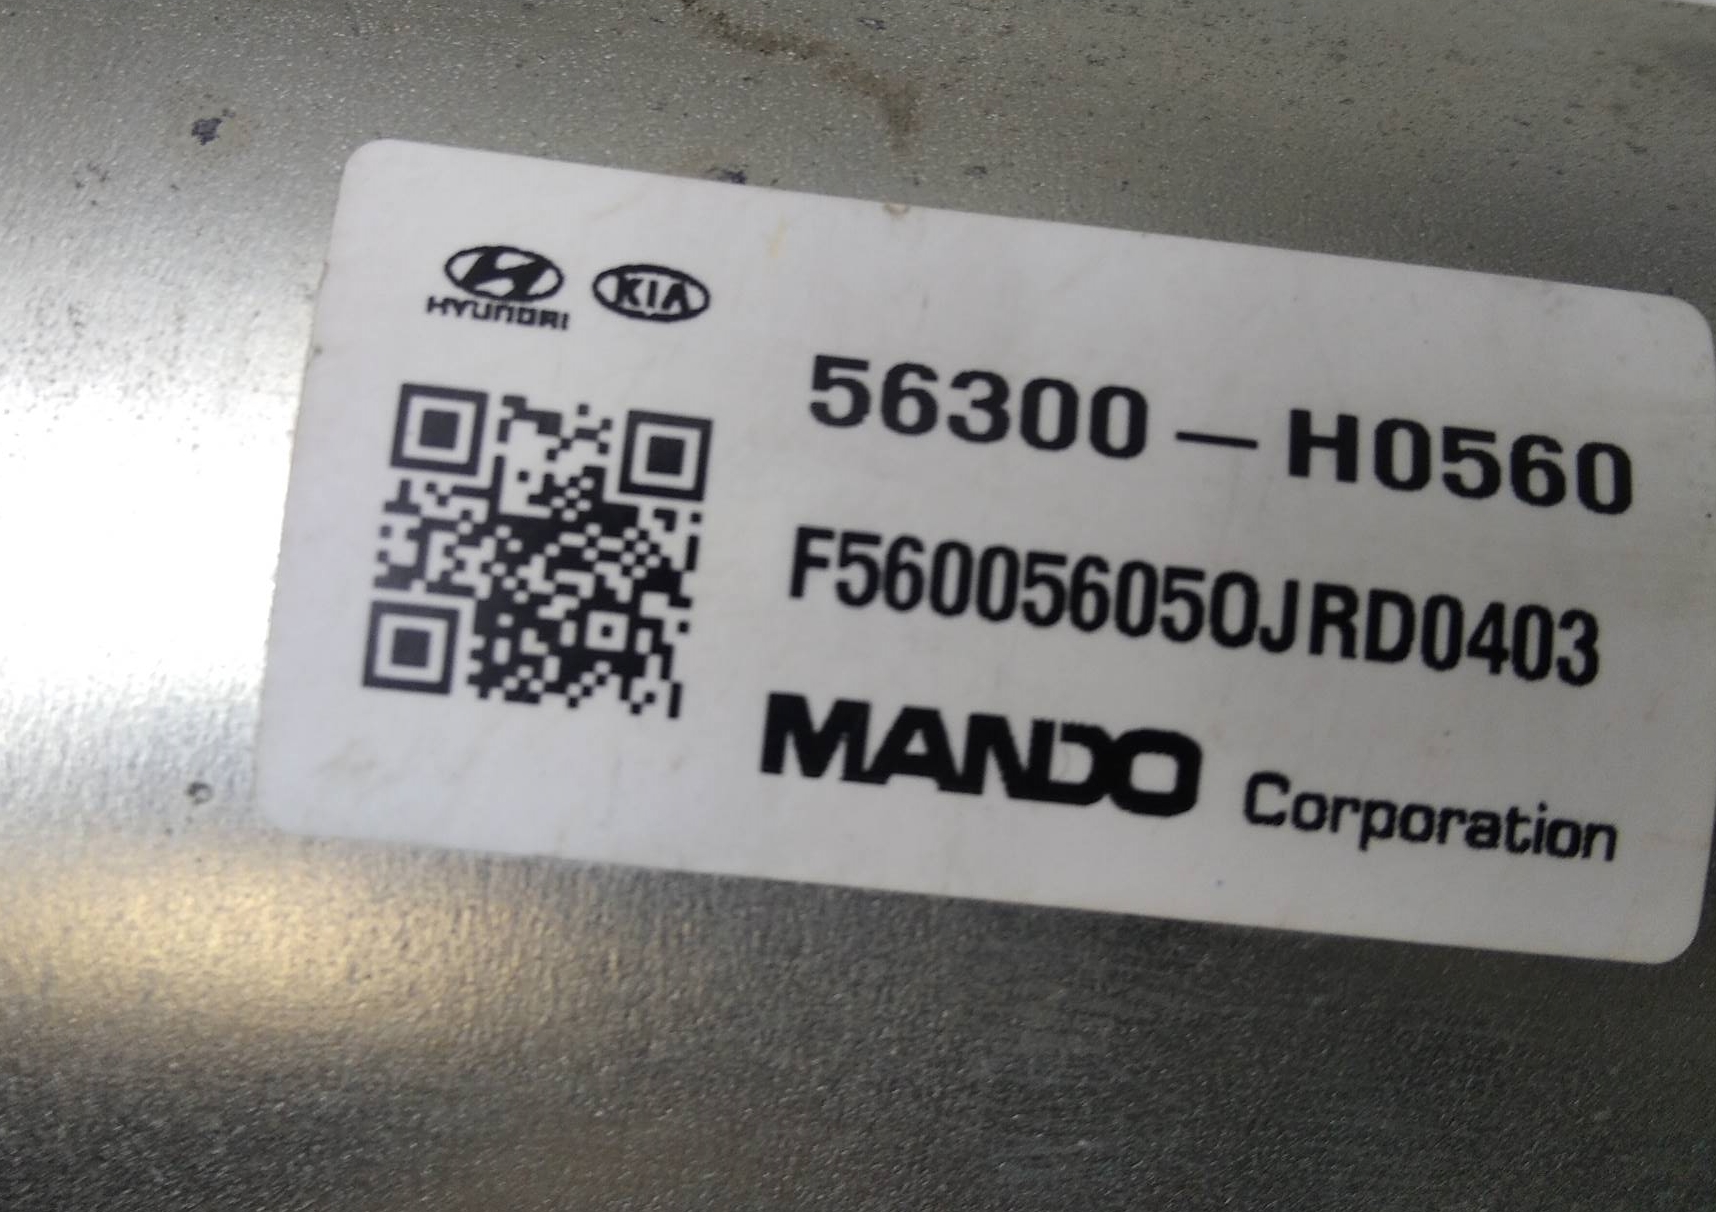 HYUNDAI KIA
56300-H0560
F560056050JRD0403
MANDO Corporation